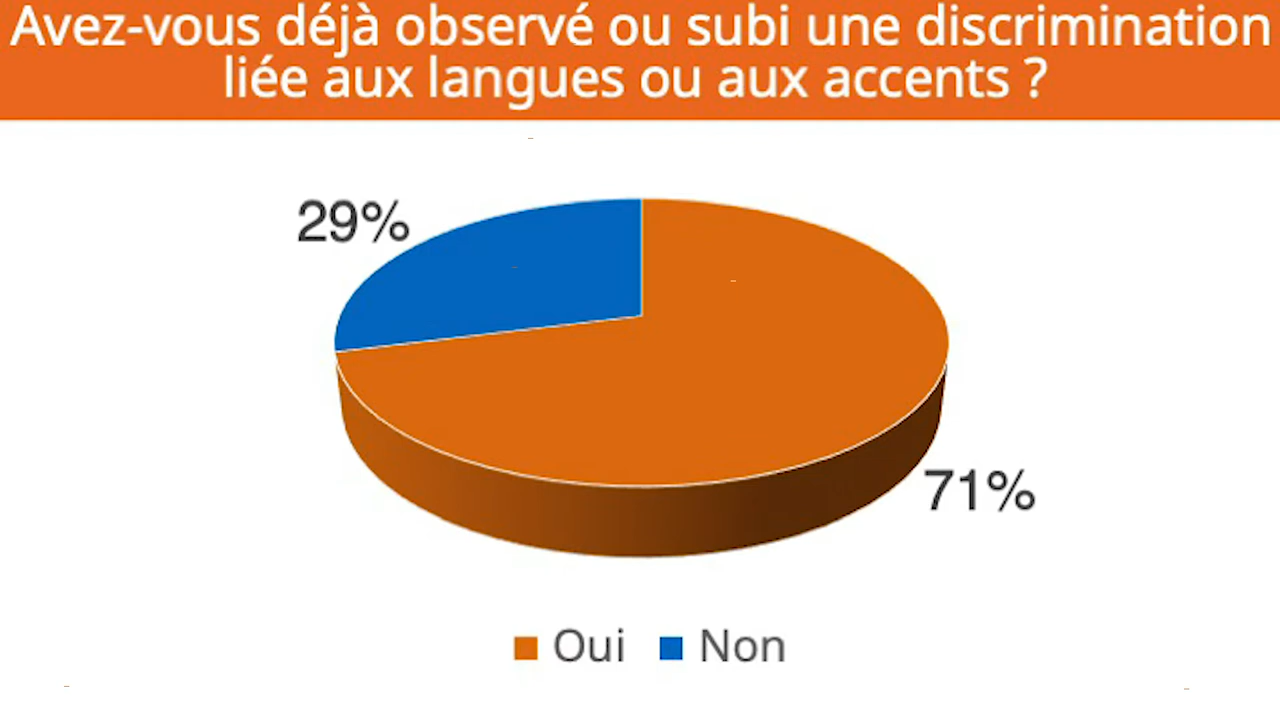 Avez-vous déjà observé ou subi une discrimination
liée aux langues ou aux accents ?
29%
71%
Oui Non